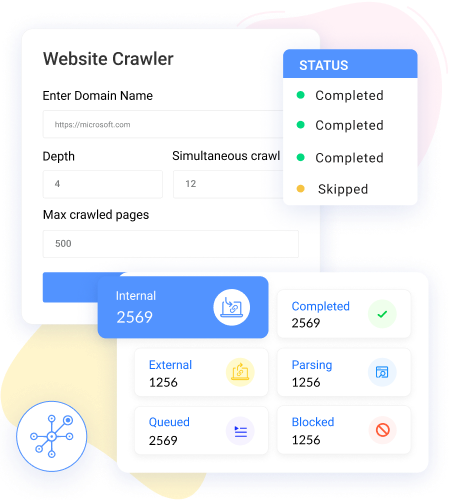 Website Crawler
Enter Domain Name
https://microsoft.com
Depth
Simultaneous crawl
4
12
Max crawled pages
500
STATUS
Completed
Completed
Completed
Skipped
Internal
2569
Completed
2569
External
1256
Parsing
1256
Queued
2569
Blocked
1256